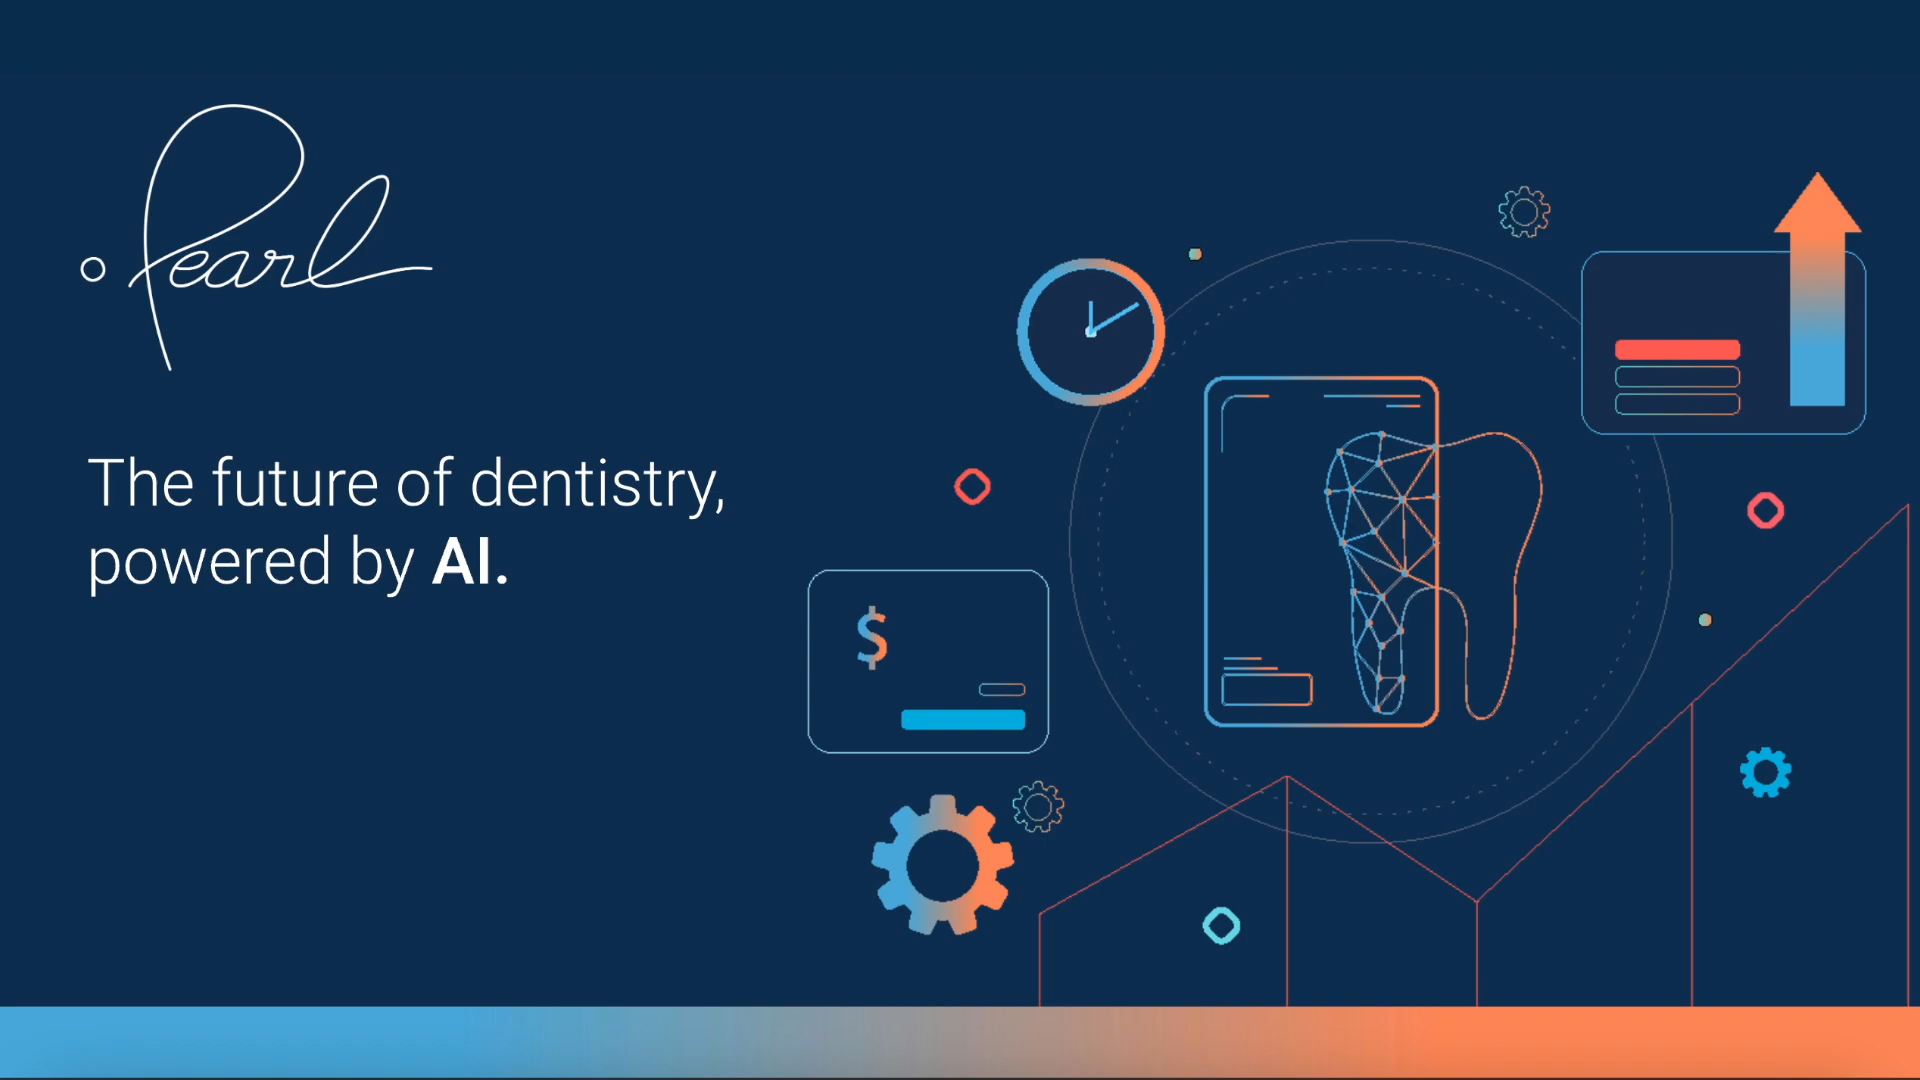 Pearl
The future of dentistry,
powered by AI.
$